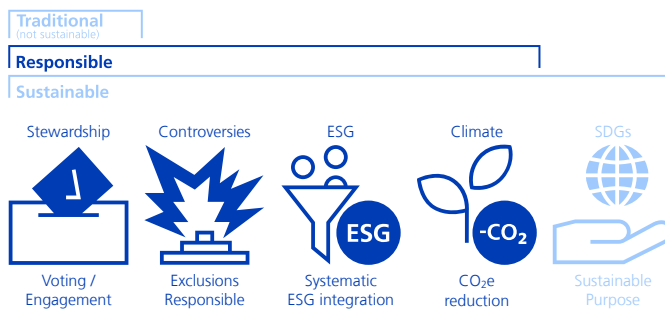 Traditional
(not sustainable)
Responsible
Sustainable
Stewardship Controversies ESG Climate SDGs
ESG -CO₂
Voting / Exclusions Systematic CO₂e Sustainable
Engagement Responsible ESG integration reduction Purpose